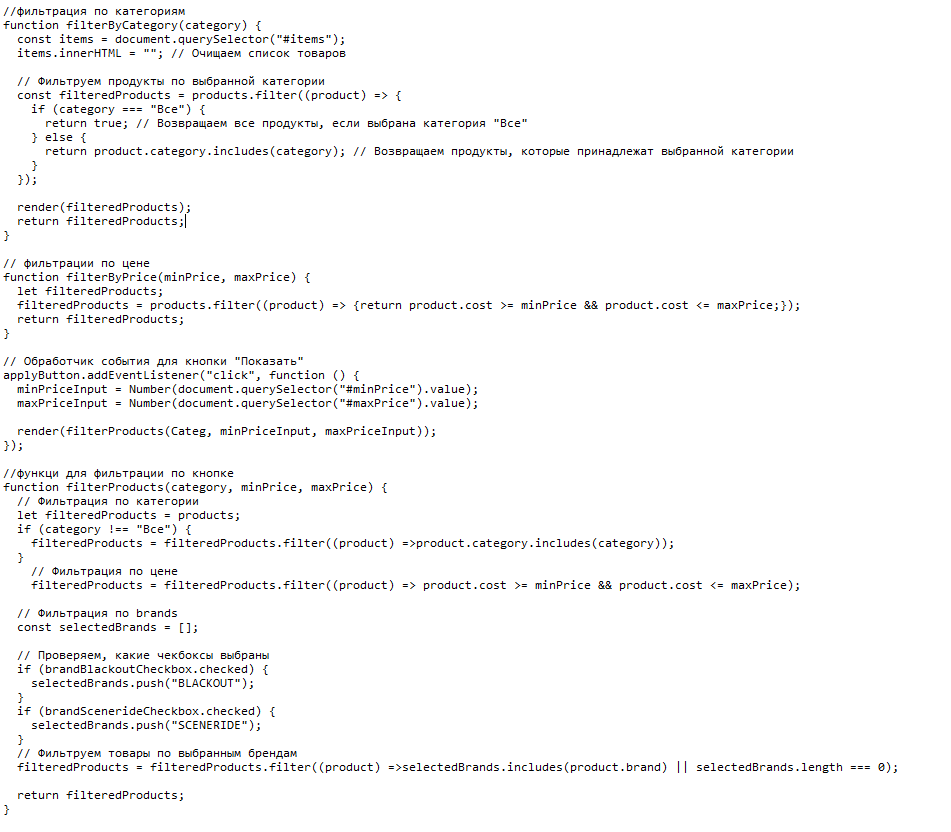 //фильтрация по категориям
function filterByCategory(category) {
  const items = document.querySelector("#items");
  items.innerHTML = ""; // Очищаем список товаров

  // Фильтруем продукты по выбранной категории
  const filteredProducts = products.filter((product) => {
    if (category === "Все") {
      return true; // Возвращаем все продукты, если выбрана категория "Все"
    } else {
      return product.category.includes(category); // Возвращаем продукты, которые принадлежат выбранной категории
    }
  });

  render(filteredProducts);
  return filteredProducts;
}

// фильтрации по цене
function filterByPrice(minPrice, maxPrice) {
  let filteredProducts;
  filteredProducts = products.filter((product) => {return product.cost >= minPrice && product.cost <= maxPrice;});
  return filteredProducts;
}

// Обработчик события для кнопки "Показать"
applyButton.addEventListener("click", function () {
  minPriceInput = Number(document.querySelector("#minPrice").value);
  maxPriceInput = Number(document.querySelector("#maxPrice").value);

  render(filterProducts(Categ, minPriceInput, maxPriceInput));
});

//функци для фильтрации по кнопке
function filterProducts(category, minPrice, maxPrice) {
  // Фильтрация по категории
  let filteredProducts = products;
  if (category !== "Все") {
    filteredProducts = filteredProducts.filter((product) =>product.category.includes(category));
  }
    // Фильтрация по цене
    filteredProducts = filteredProducts.filter((product) => product.cost >= minPrice && product.cost <= maxPrice);

  // Фильтрация по brands
  const selectedBrands = [];

  // Проверяем, какие чекбоксы выбраны
  if (brandBlackoutCheckbox.checked) {
    selectedBrands.push("BLACKOUT");
  }
  if (brandScenerideCheckbox.checked) {
    selectedBrands.push("SCENERIDE");
  }
  // Фильтруем товары по выбранным брендам
  filteredProducts = filteredProducts.filter((product) =>selectedBrands.includes(product.brand) || selectedBrands.length === 0);

  return filteredProducts;
}